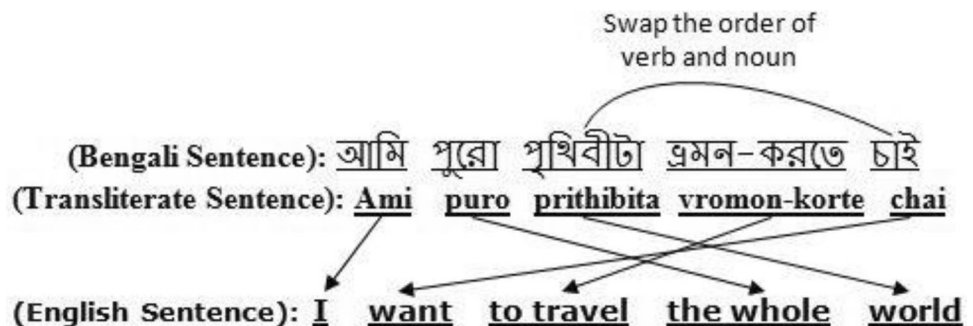 Swap the order of
verb and noun
(Bengali Sentence): আমি পুরো পৃথিবীটা ভ্রমন-করতে চাই
(Transliterate Sentence): Ami puro prithibita vromon-korte chai
(English Sentence): I want to travel the whole world